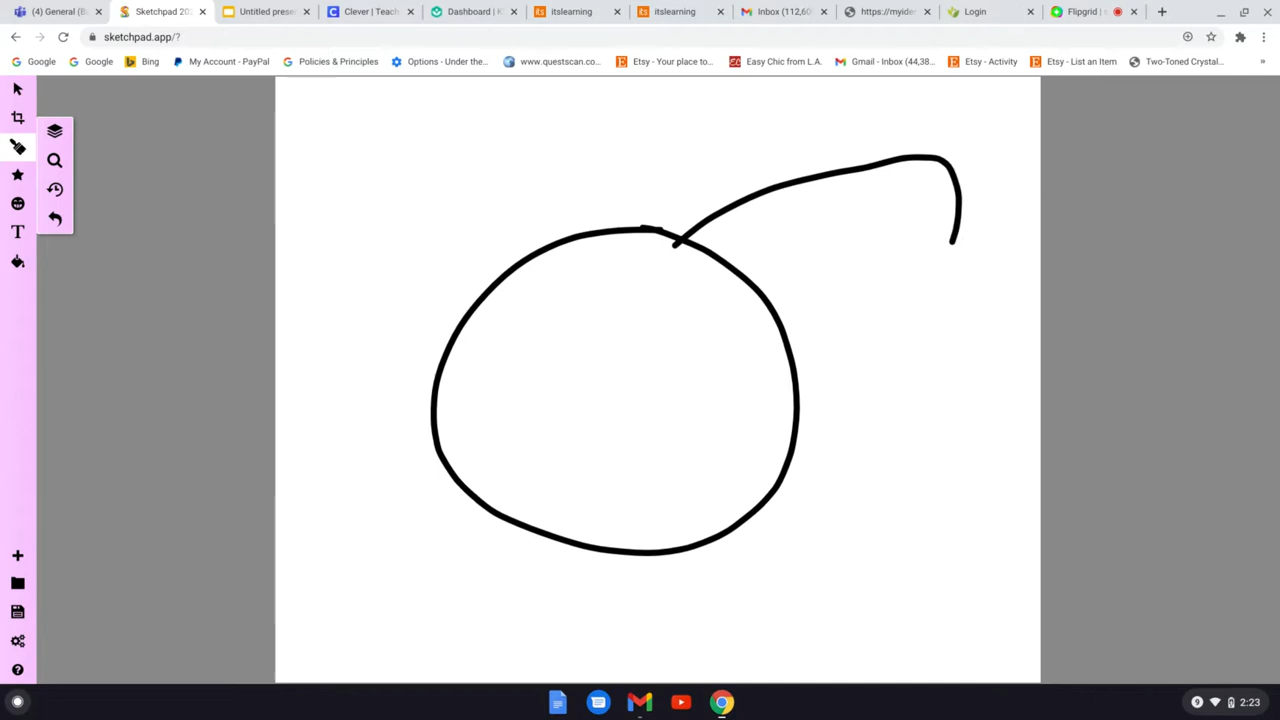 (4) General (B Sketchpad 202 Untitled prese Clever | Teach Dashboard | K itslearning itslearning Inbox (112,60 https://myide Login Flipgrid |
sketchpad.app/?
Google Google Bing My Account - PayPal Policies & Principles Options - Under the... www.questscan.co... Etsy - Your place to... Easy Chic from L.A. Gmail - Inbox (44,38... Etsy - Activity Etsy - List an Item Two-Toned Crystal... »
T
9 2:23